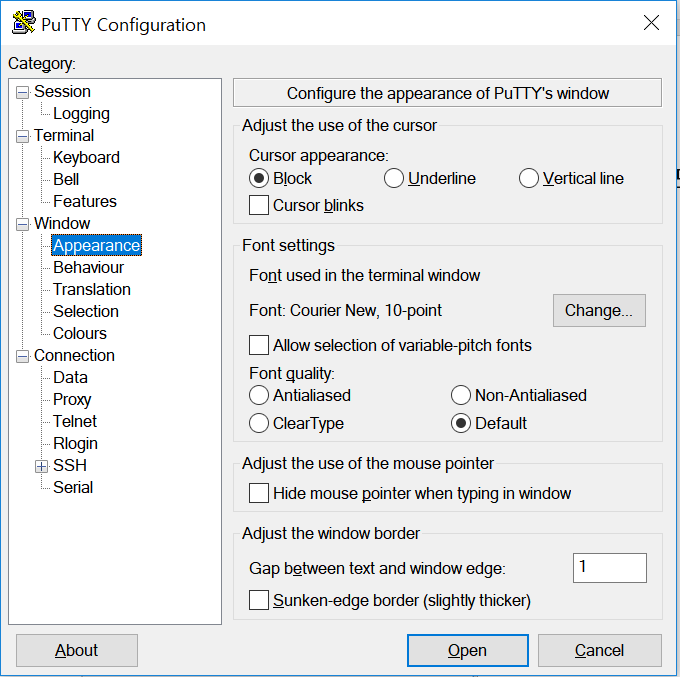 PuTTY Configuration
Category:
Session
Logging
Terminal
Keyboard
Bell
Features
Window
Appearance
Behaviour
Translation
Selection
Colours
Connection
Data
Proxy
Telnet
Rlogin
SSH
Serial
Configure the appearance of PuTTY's window
Adjust the use of the cursor
Cursor appearance:
Block Underline Vertical line
Cursor blinks
Font settings
Font used in the terminal window
Font: Courier New, 10-point Change...
Allow selection of variable-pitch fonts
Font quality:
Antialiased Non-Antialiased
ClearType Default
Adjust the use of the mouse pointer
Hide mouse pointer when typing in window
Adjust the window border
Gap between text and window edge: 1
Sunken-edge border (slightly thicker)
About Open Cancel